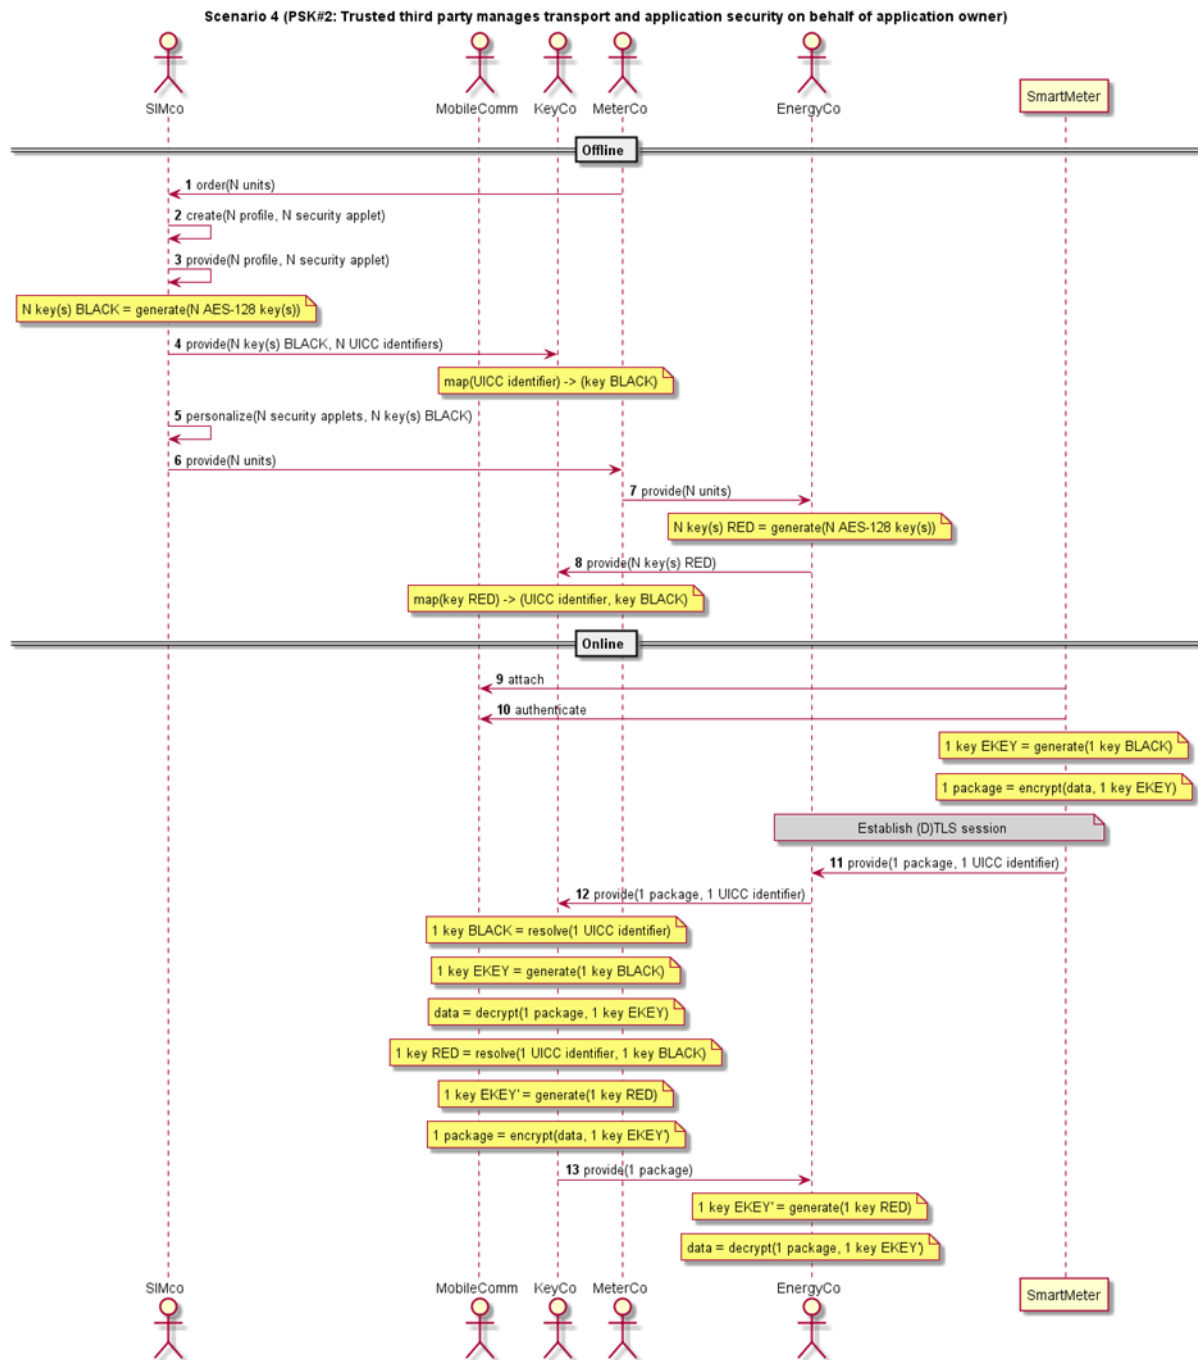 Scenario 4 (PSK#2: Trusted third party manages transport and application security on behalf of application owner)
SIMco MobileComm KeyCo MeterCo EnergyCo SmartMeter
Offline
1 order(N units)
2 create(N profile, N security applet)
3 provide(N profile, N security applet)
N key(s) BLACK = generate(N AES-128 key(s))
4 provide(N key(s) BLACK, N UICC identifiers)
map(UICC identifier) -> (key BLACK)
5 personalize(N security applets, N key(s) BLACK)
6 provide(N units)
7 provide(N units)
N key(s) RED = generate(N AES-128 key(s))
8 provide(N key(s) RED)
map(key RED) -> (UICC identifier, key BLACK)
Online
9 attach
10 authenticate
1 key EKEY = generate(1 key BLACK)
1 package = encrypt(data, 1 key EKEY)
Establish (D)TLS session
11 provide(1 package, 1 UICC identifier)
12 provide(1 package, 1 UICC identifier)
1 key BLACK = resolve(1 UICC identifier)
1 key EKEY = generate(1 key BLACK)
data = decrypt(1 package, 1 key EKEY)
1 key RED = resolve(1 UICC identifier, 1 key BLACK)
1 key EKEY' = generate(1 key RED)
1 package = encrypt(data, 1 key EKEY')
13 provide(1 package)
1 key EKEY' = generate(1 key RED)
data = decrypt(1 package, 1 key EKEY')
SIMco MobileComm KeyCo MeterCo EnergyCo SmartMeter